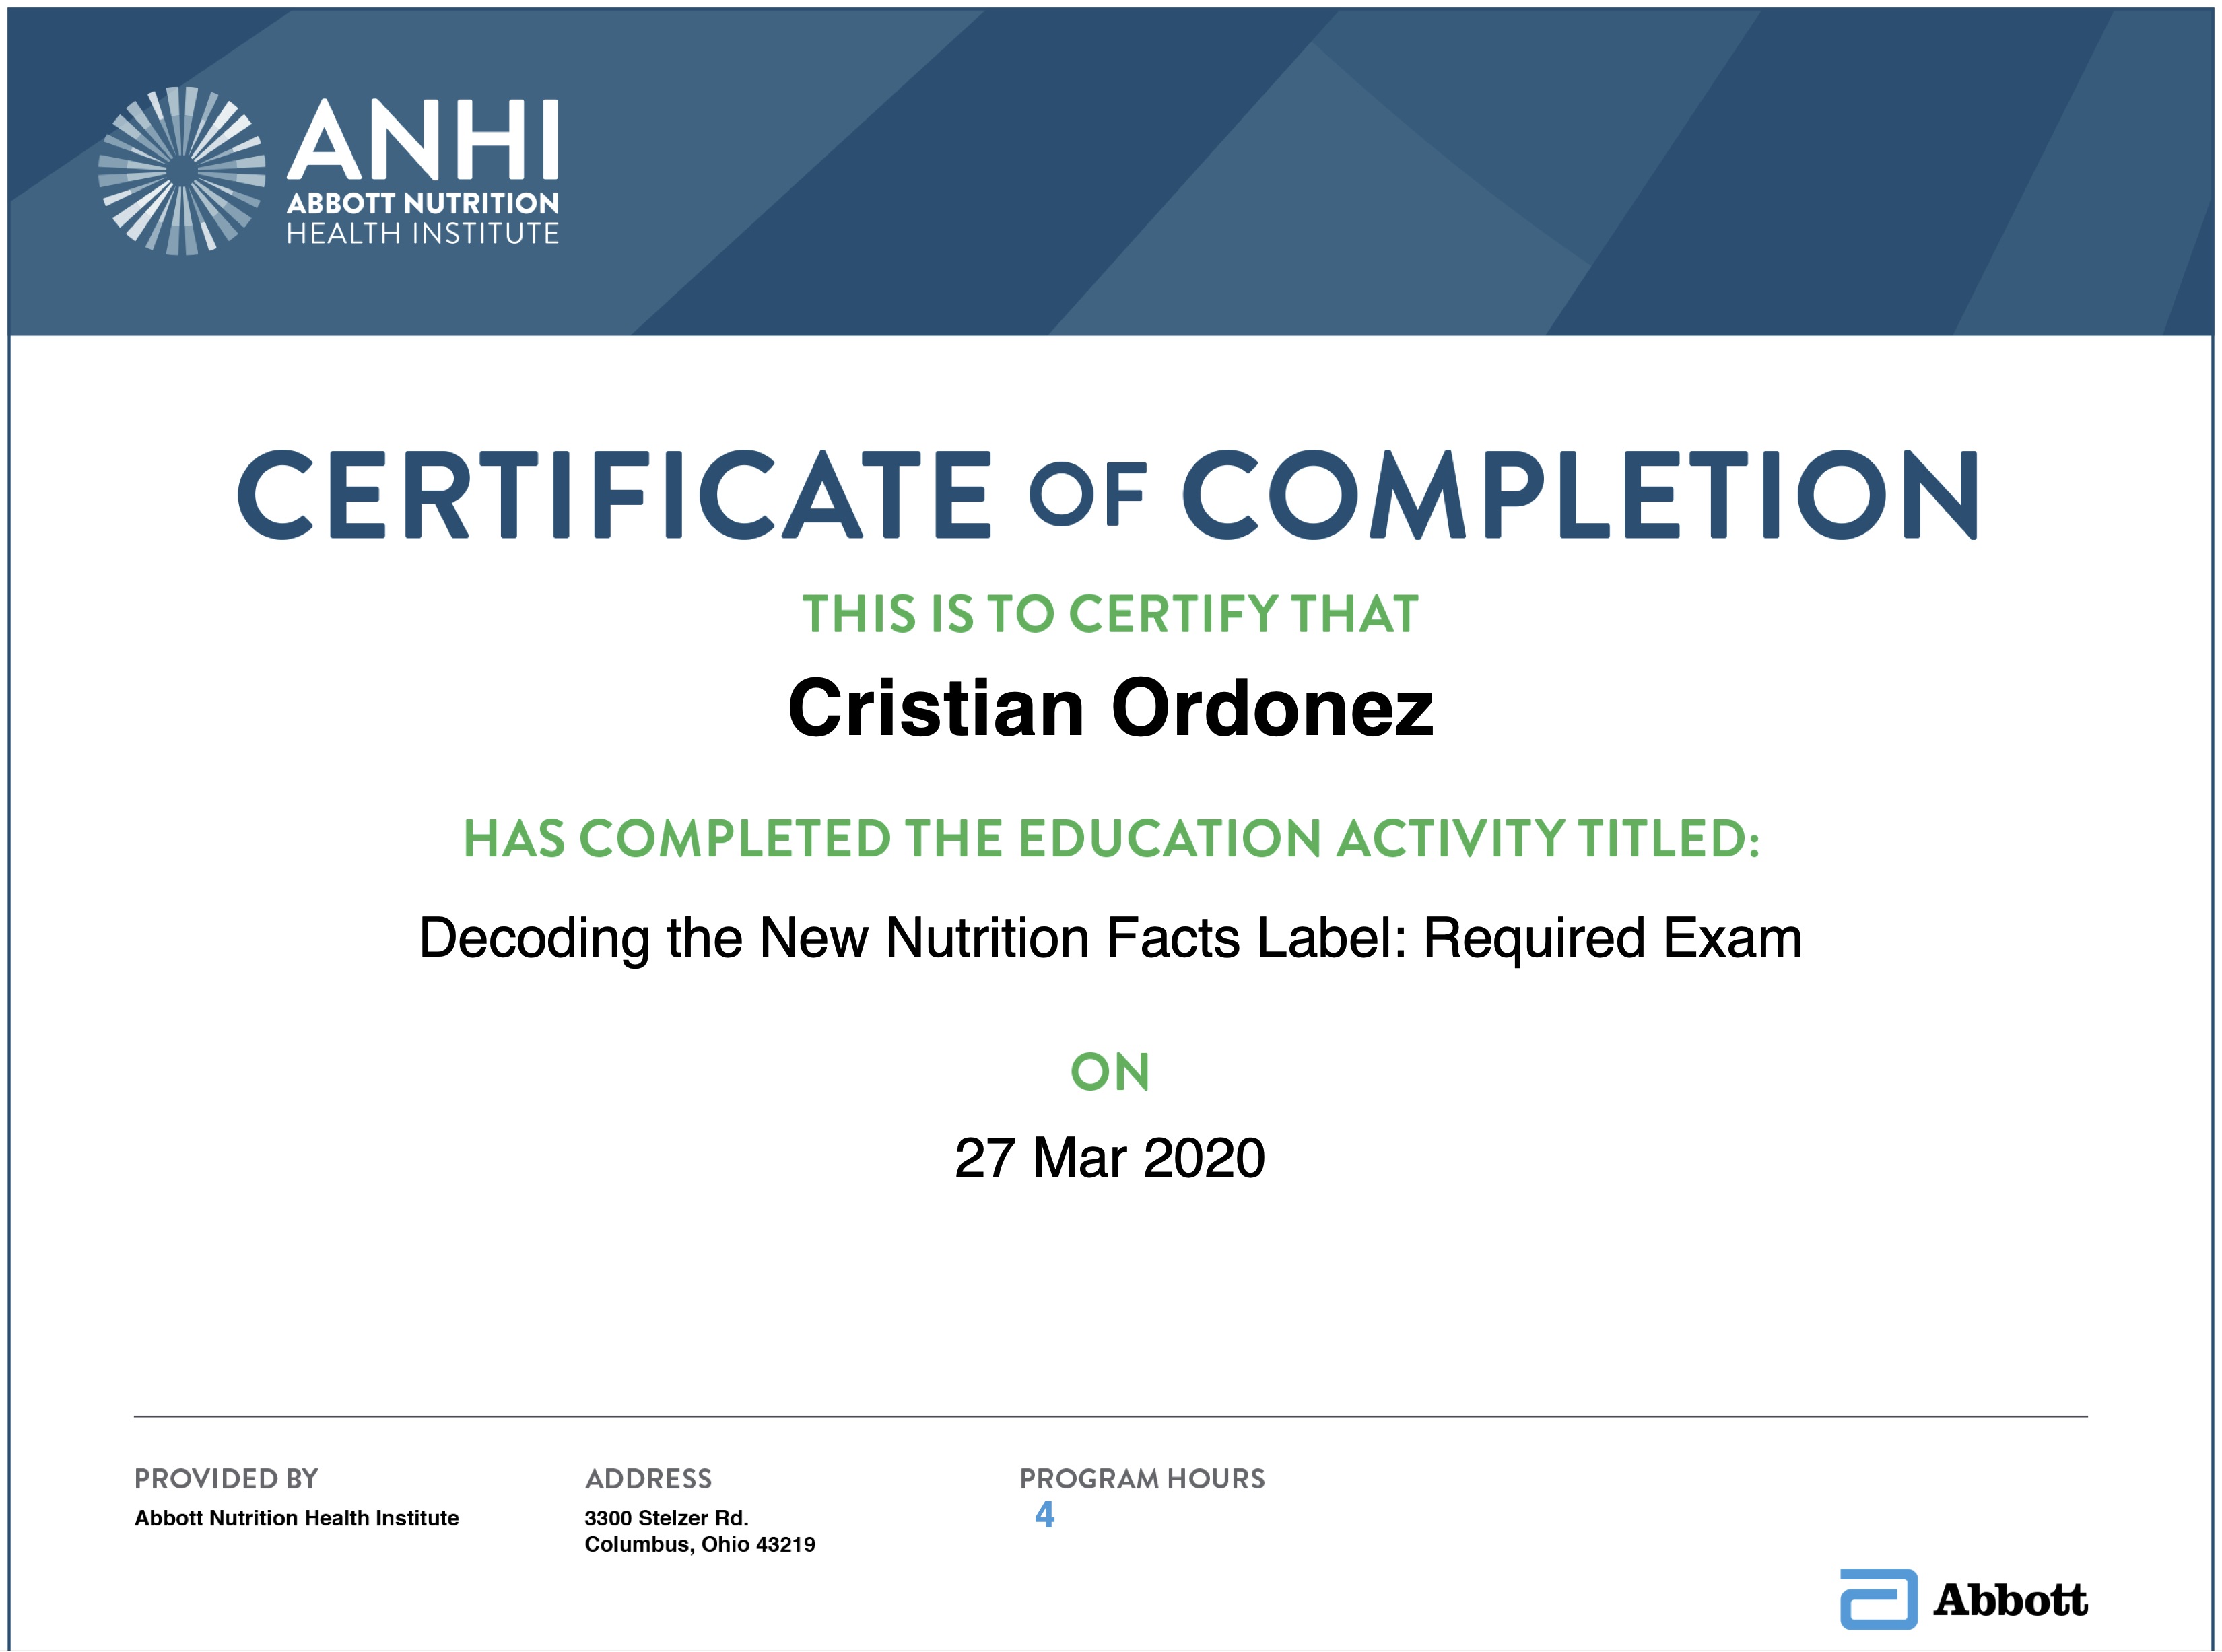 ANHI
ABBOTT NUTRITION
HEALTH INSTITUTE
CERTIFICATE OF COMPLETION
THIS IS TO CERTIFY THAT
Cristian Ordonez
HAS COMPLETED THE EDUCATION ACTIVITY TITLED:
Decoding the New Nutrition Facts Label: Required Exam
ON
27 Mar 2020
PROVIDED BY
Abbott Nutrition Health Institute
ADDRESS
3300 Stelzer Rd.
Columbus, Ohio 43219
PROGRAM HOURS
4
Abbott